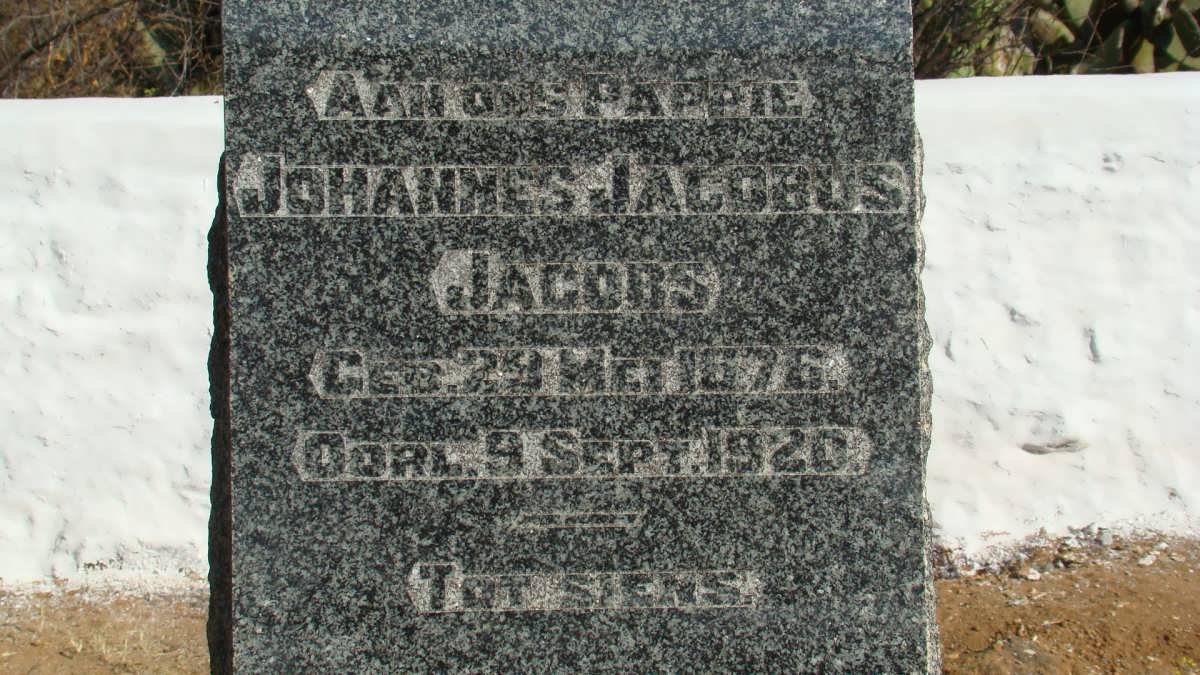 AAN ONS PAPPIE
JOHANNES JACOBUS
JACOBS
GEB. 29 MEI 1876.
OORL. 9 SEPT. 1920
TOT SIENS.